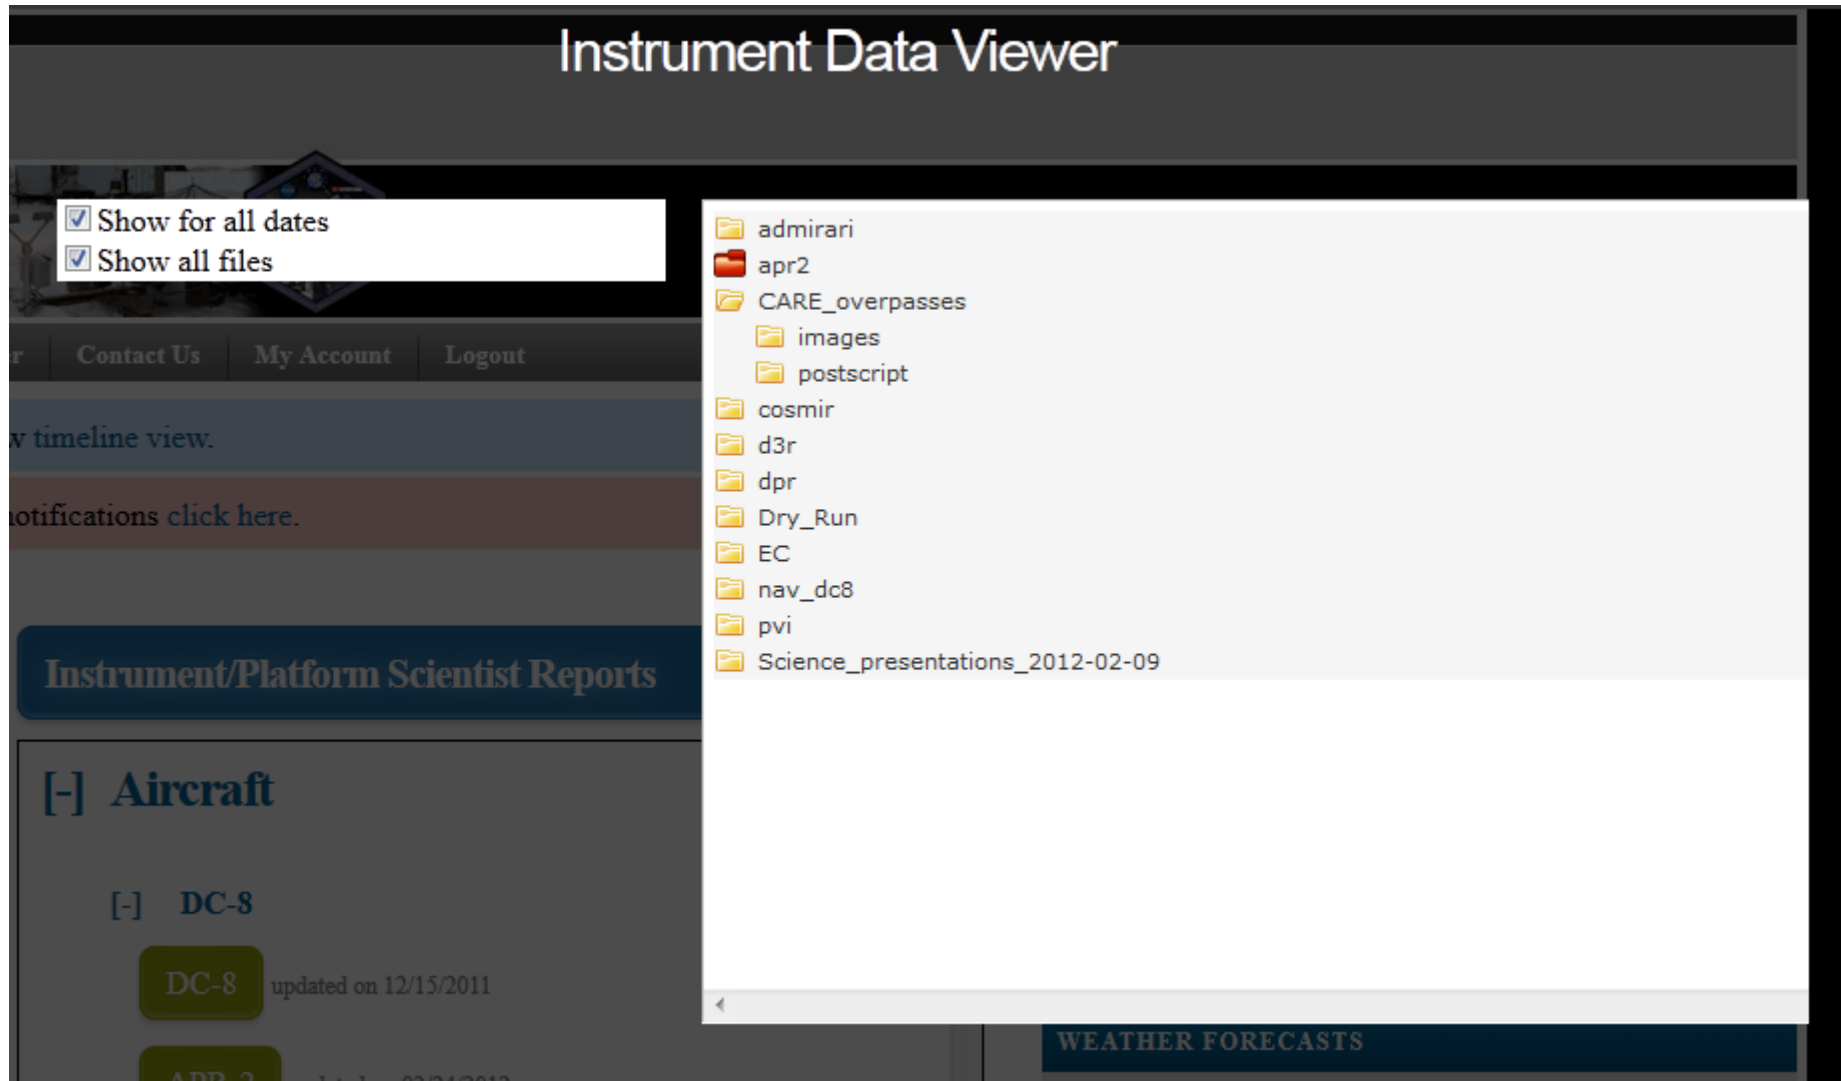 Instrument Data Viewer
Show for all dates
Show all files
admirari
apr2
CARE_overpasses
images
postscript
cosmir
d3r
dpr
Dry_Run
EC
nav_dc8
pvi
Science_presentations_2012-02-09
Contact Us My Account Logout
timeline view.
click here.
Instrument/Platform Scientist Reports
[-] Aircraft
[-] DC-8
DC-8 updated on 12/15/2011
WEATHER FORECASTS
APR-2